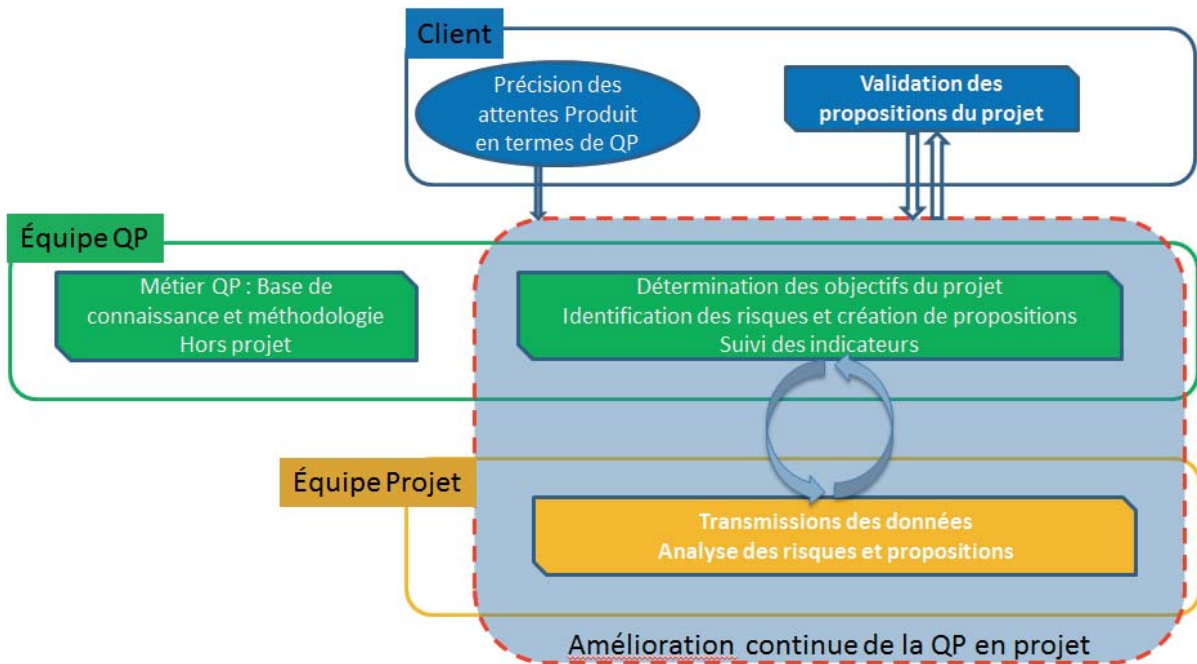 Client
Précision des
attentes Produit
en termes de QP
Validation des
propositions du projet
Équipe QP
Métier QP : Base de
connaissance et méthodologie
Hors projet
Détermination des objectifs du projet
Identification des risques et création de propositions
Suivi des indicateurs
Équipe Projet
Transmissions des données
Analyse des risques et propositions
Amélioration continue de la QP en projet